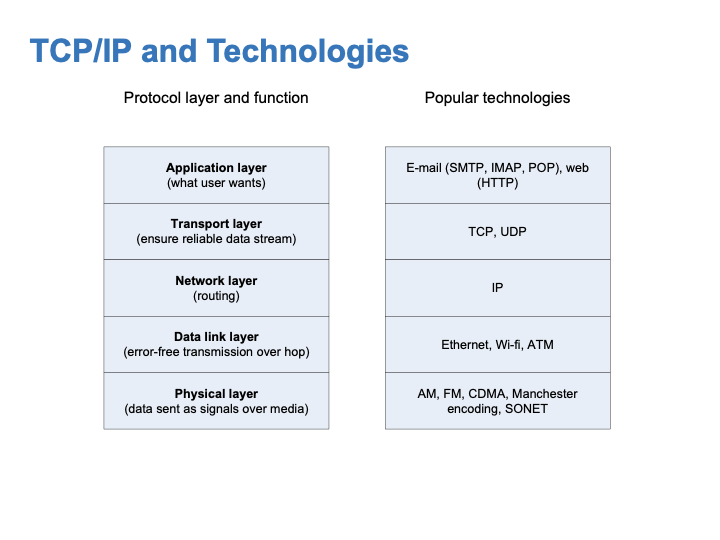 TCP/IP and Technologies
Protocol layer and function
Popular technologies
Application layer
(what user wants)
E-mail (SMTP, IMAP, POP), web
(HTTP)
Transport layer
(ensure reliable data stream)
TCP, UDP
Network layer
(routing)
IP
Data link layer
(error-free transmission over hop)
Ethernet, Wi-fi, ATM
Physical layer
(data sent as signals over media)
AM, FM, CDMA, Manchester
encoding, SONET